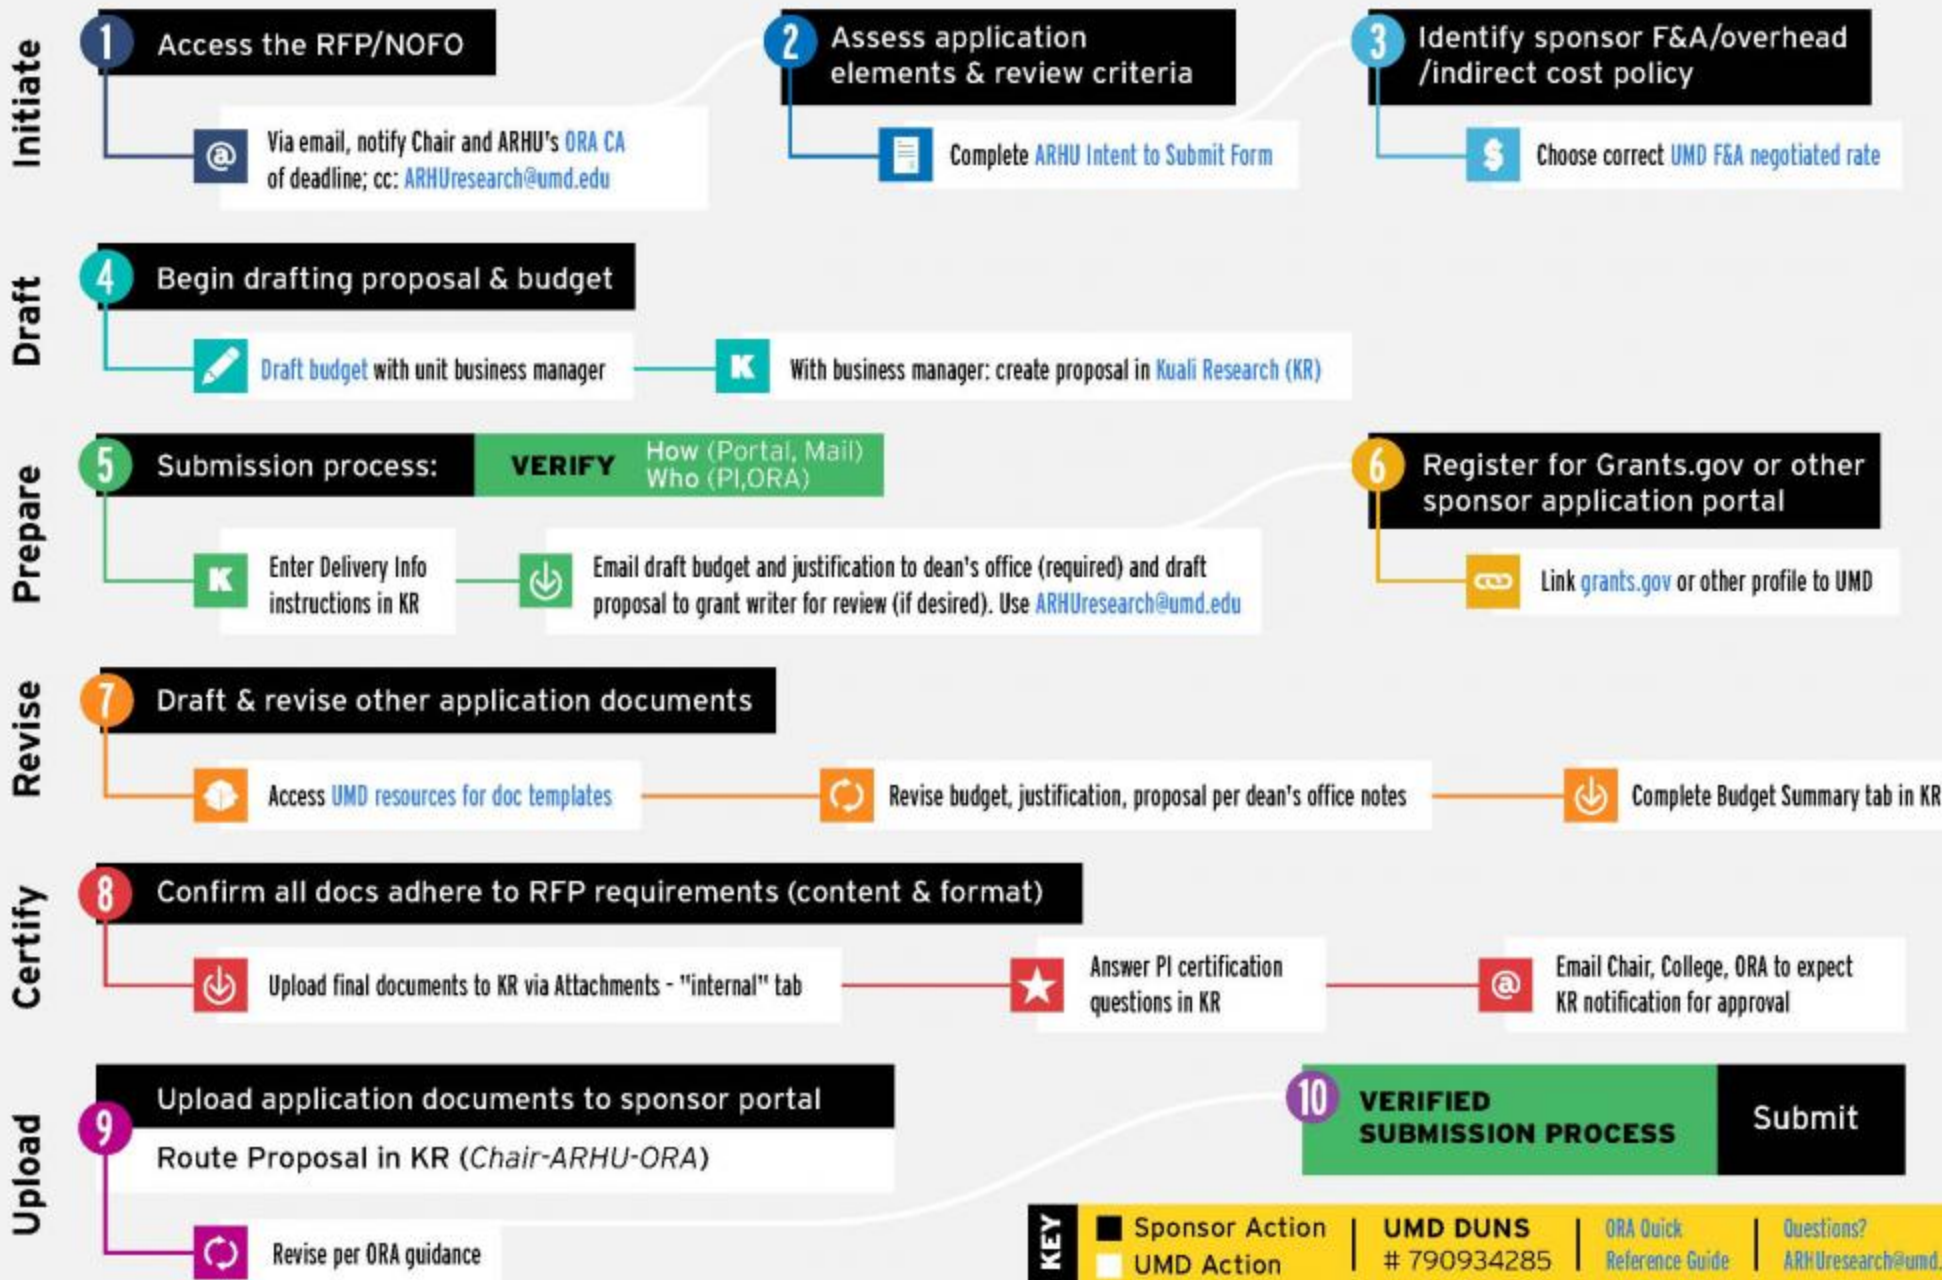 Initiate
1
Access the RFP/NOFO
@
Via email, notify Chair and ARHU's ORA CA
of deadline; cc: ARHUresearch@umd.edu
2
Assess application
elements & review criteria
Complete ARHU Intent to Submit Form
3
Identify sponsor F&A/overhead
/indirect cost policy
$
Choose correct UMD F&A negotiated rate
Draft
4
Begin drafting proposal & budget
Draft budget with unit business manager
K
With business manager: create proposal in Kuali Research (KR)
Prepare
5
Submission process:
VERIFY
How (Portal, Mail)
Who (PI,ORA)
K
Enter Delivery Info
instructions in KR
Email draft budget and justification to dean's office (required) and draft
proposal to grant writer for review (if desired). Use ARHUresearch@umd.edu
6
Register for Grants.gov or other
sponsor application portal
Link grants.gov or other profile to UMD
Revise
7
Draft & revise other application documents
Access UMD resources for doc templates
Revise budget, justification, proposal per dean's office notes
Complete Budget Summary tab in KR
Certify
8
Confirm all docs adhere to RFP requirements (content & format)
Upload final documents to KR via Attachments - "internal" tab
Answer PI certification
questions in KR
@
Email Chair, College, ORA to expect
KR notification for approval
Upload
9
Upload application documents to sponsor portal
Route Proposal in KR (Chair-ARHU-ORA)
Revise per ORA guidance
10
VERIFIED
SUBMISSION PROCESS
Submit
KEY
Sponsor Action
UMD Action
UMD DUNS
# 790934285
ORA Quick
Reference Guide
Questions?
ARHUresearch@umd.